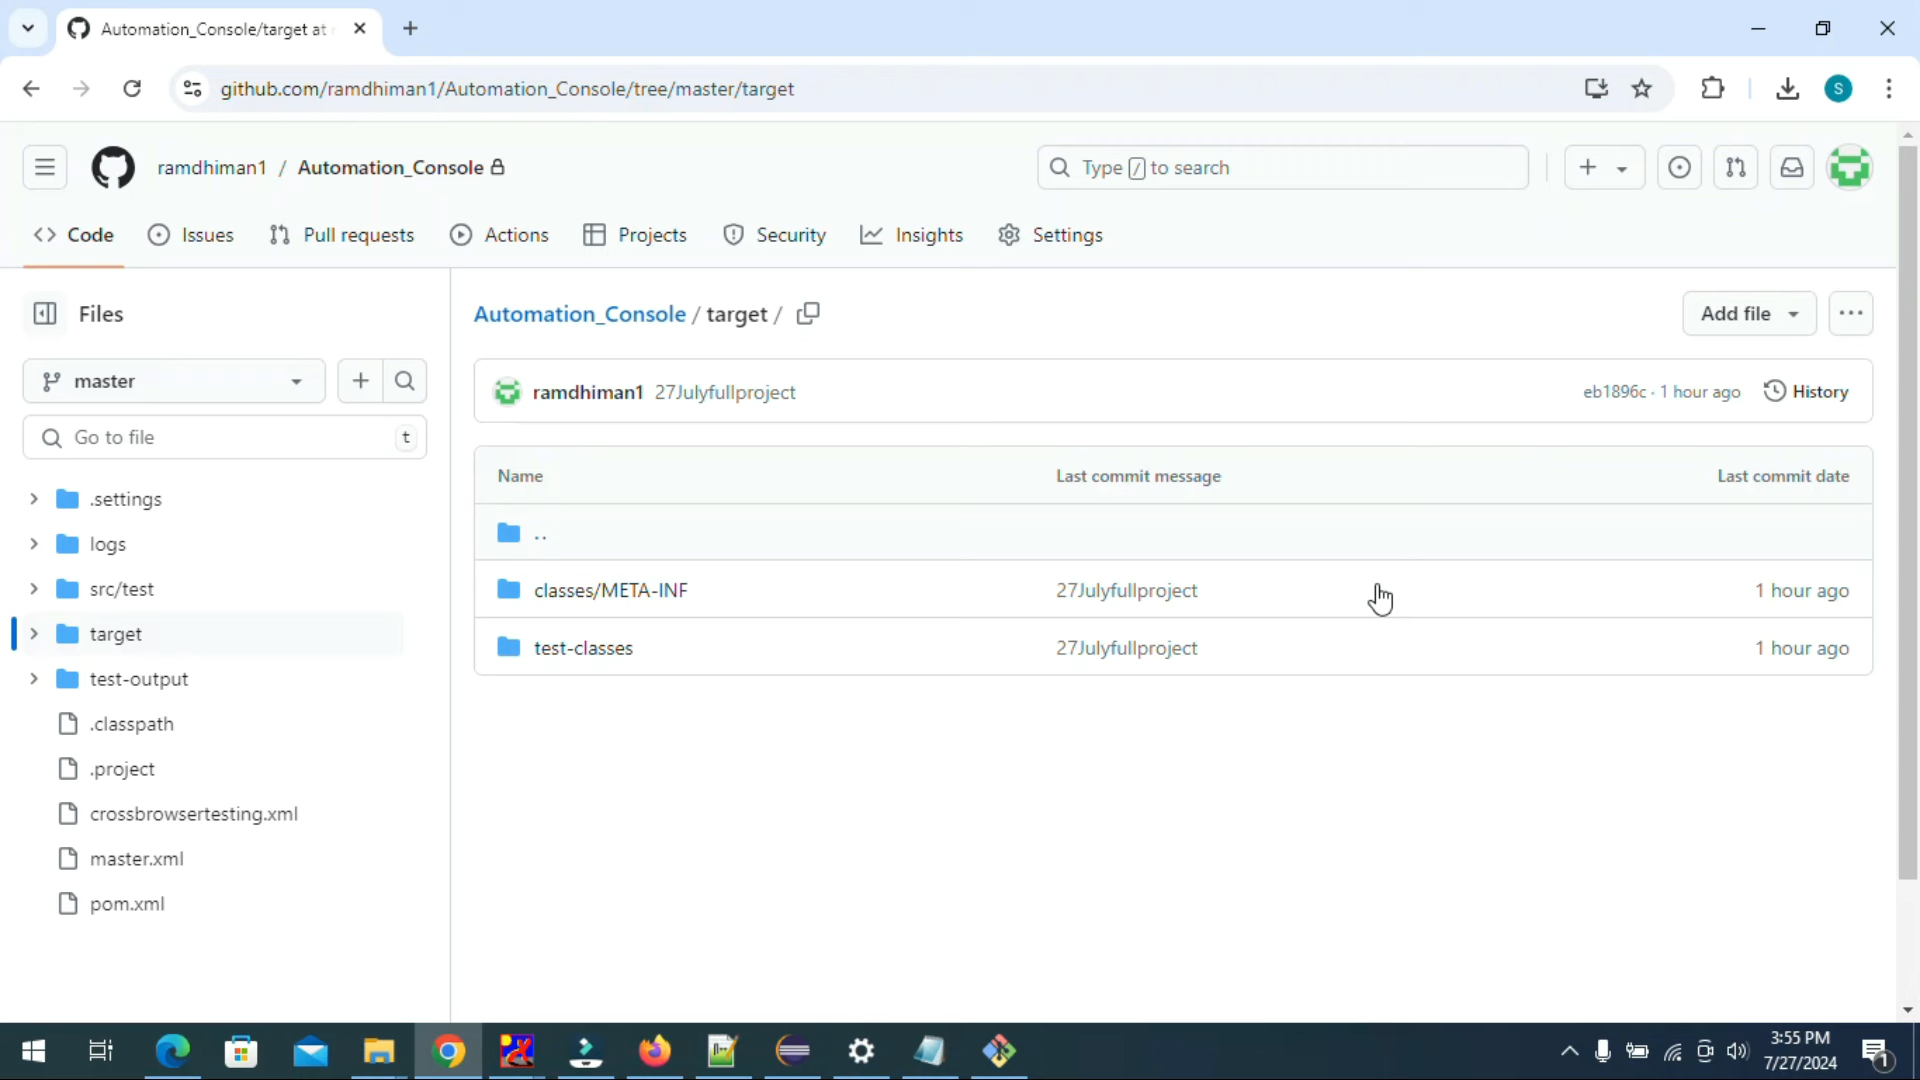 Automation_Console/target at
github.com/ramdhiman1/Automation_Console/tree/master/target
S
ramdhiman1 / Automation_Console
Type / to search
Code
Issues
Pull requests
Actions
Projects
Security
Insights
Settings
Files
master
Go to file
t
.settings
logs
src/test
target
test-output
.classpath
.project
crossbrowsertesting.xml
master.xml
pom.xml
Automation_Console / target /
Add file
ramdhiman1 27Julyfullproject
eb1896c · 1 hour ago
History
Name Last commit message Last commit date
..
classes/META-INF 27Julyfullproject 1 hour ago
test-classes 27Julyfullproject 1 hour ago
3:55 PM
7/27/2024
1